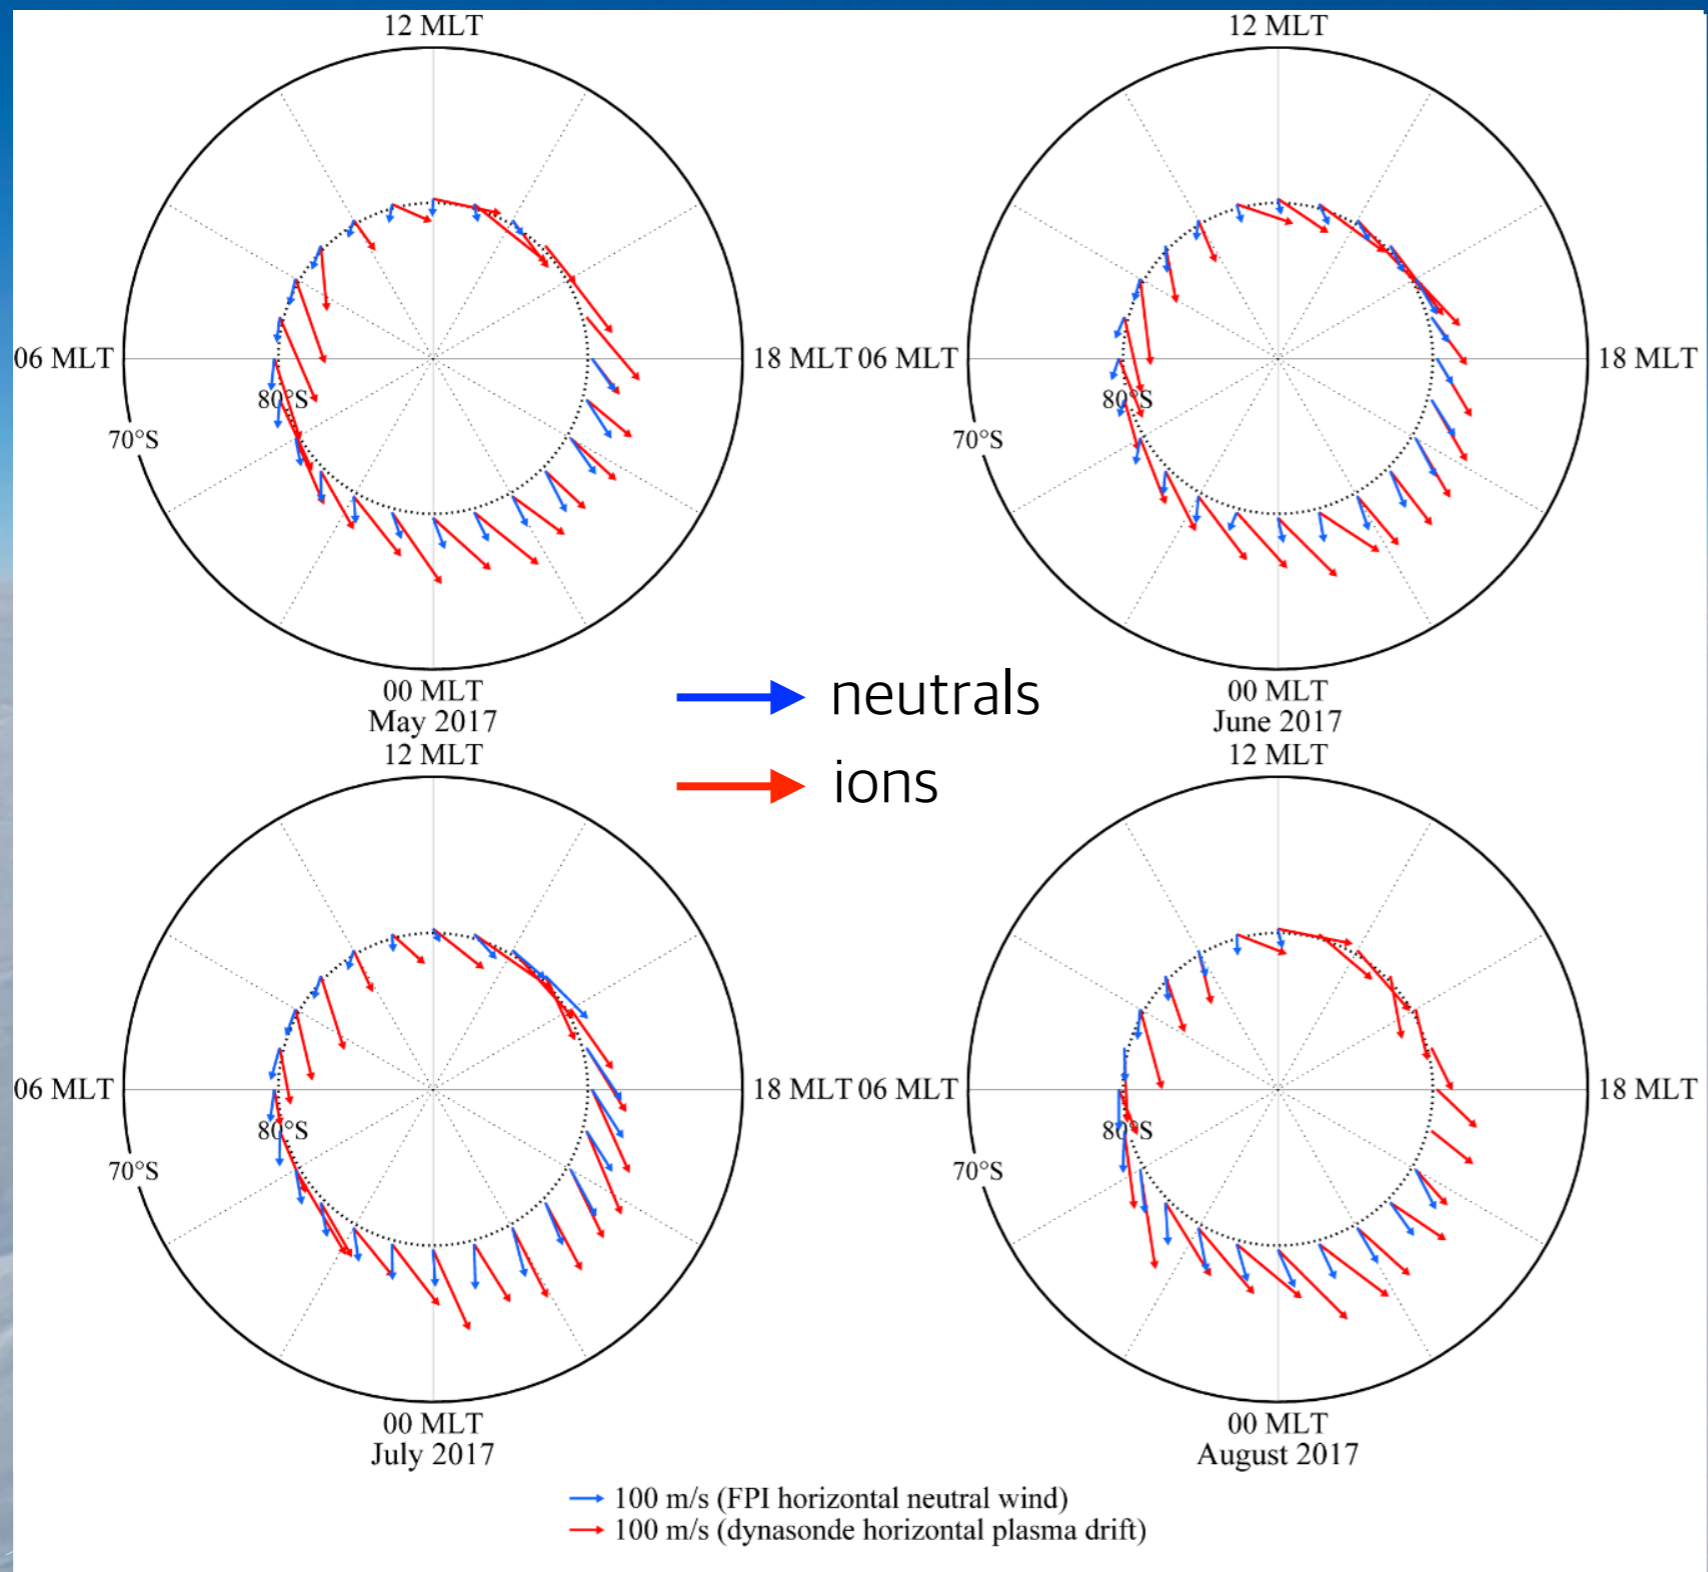 12 MLT
12 MLT
06 MLT
18 MLT
06 MLT
18 MLT
80°S
80°S
70°S
70°S
00 MLT
00 MLT
May 2017
June 2017
neutrals
ions
12 MLT
12 MLT
06 MLT
18 MLT
06 MLT
18 MLT
80°S
80°S
70°S
70°S
00 MLT
00 MLT
July 2017
August 2017
100 m/s (FPI horizontal neutral wind)
100 m/s (dynasonde horizontal plasma drift)